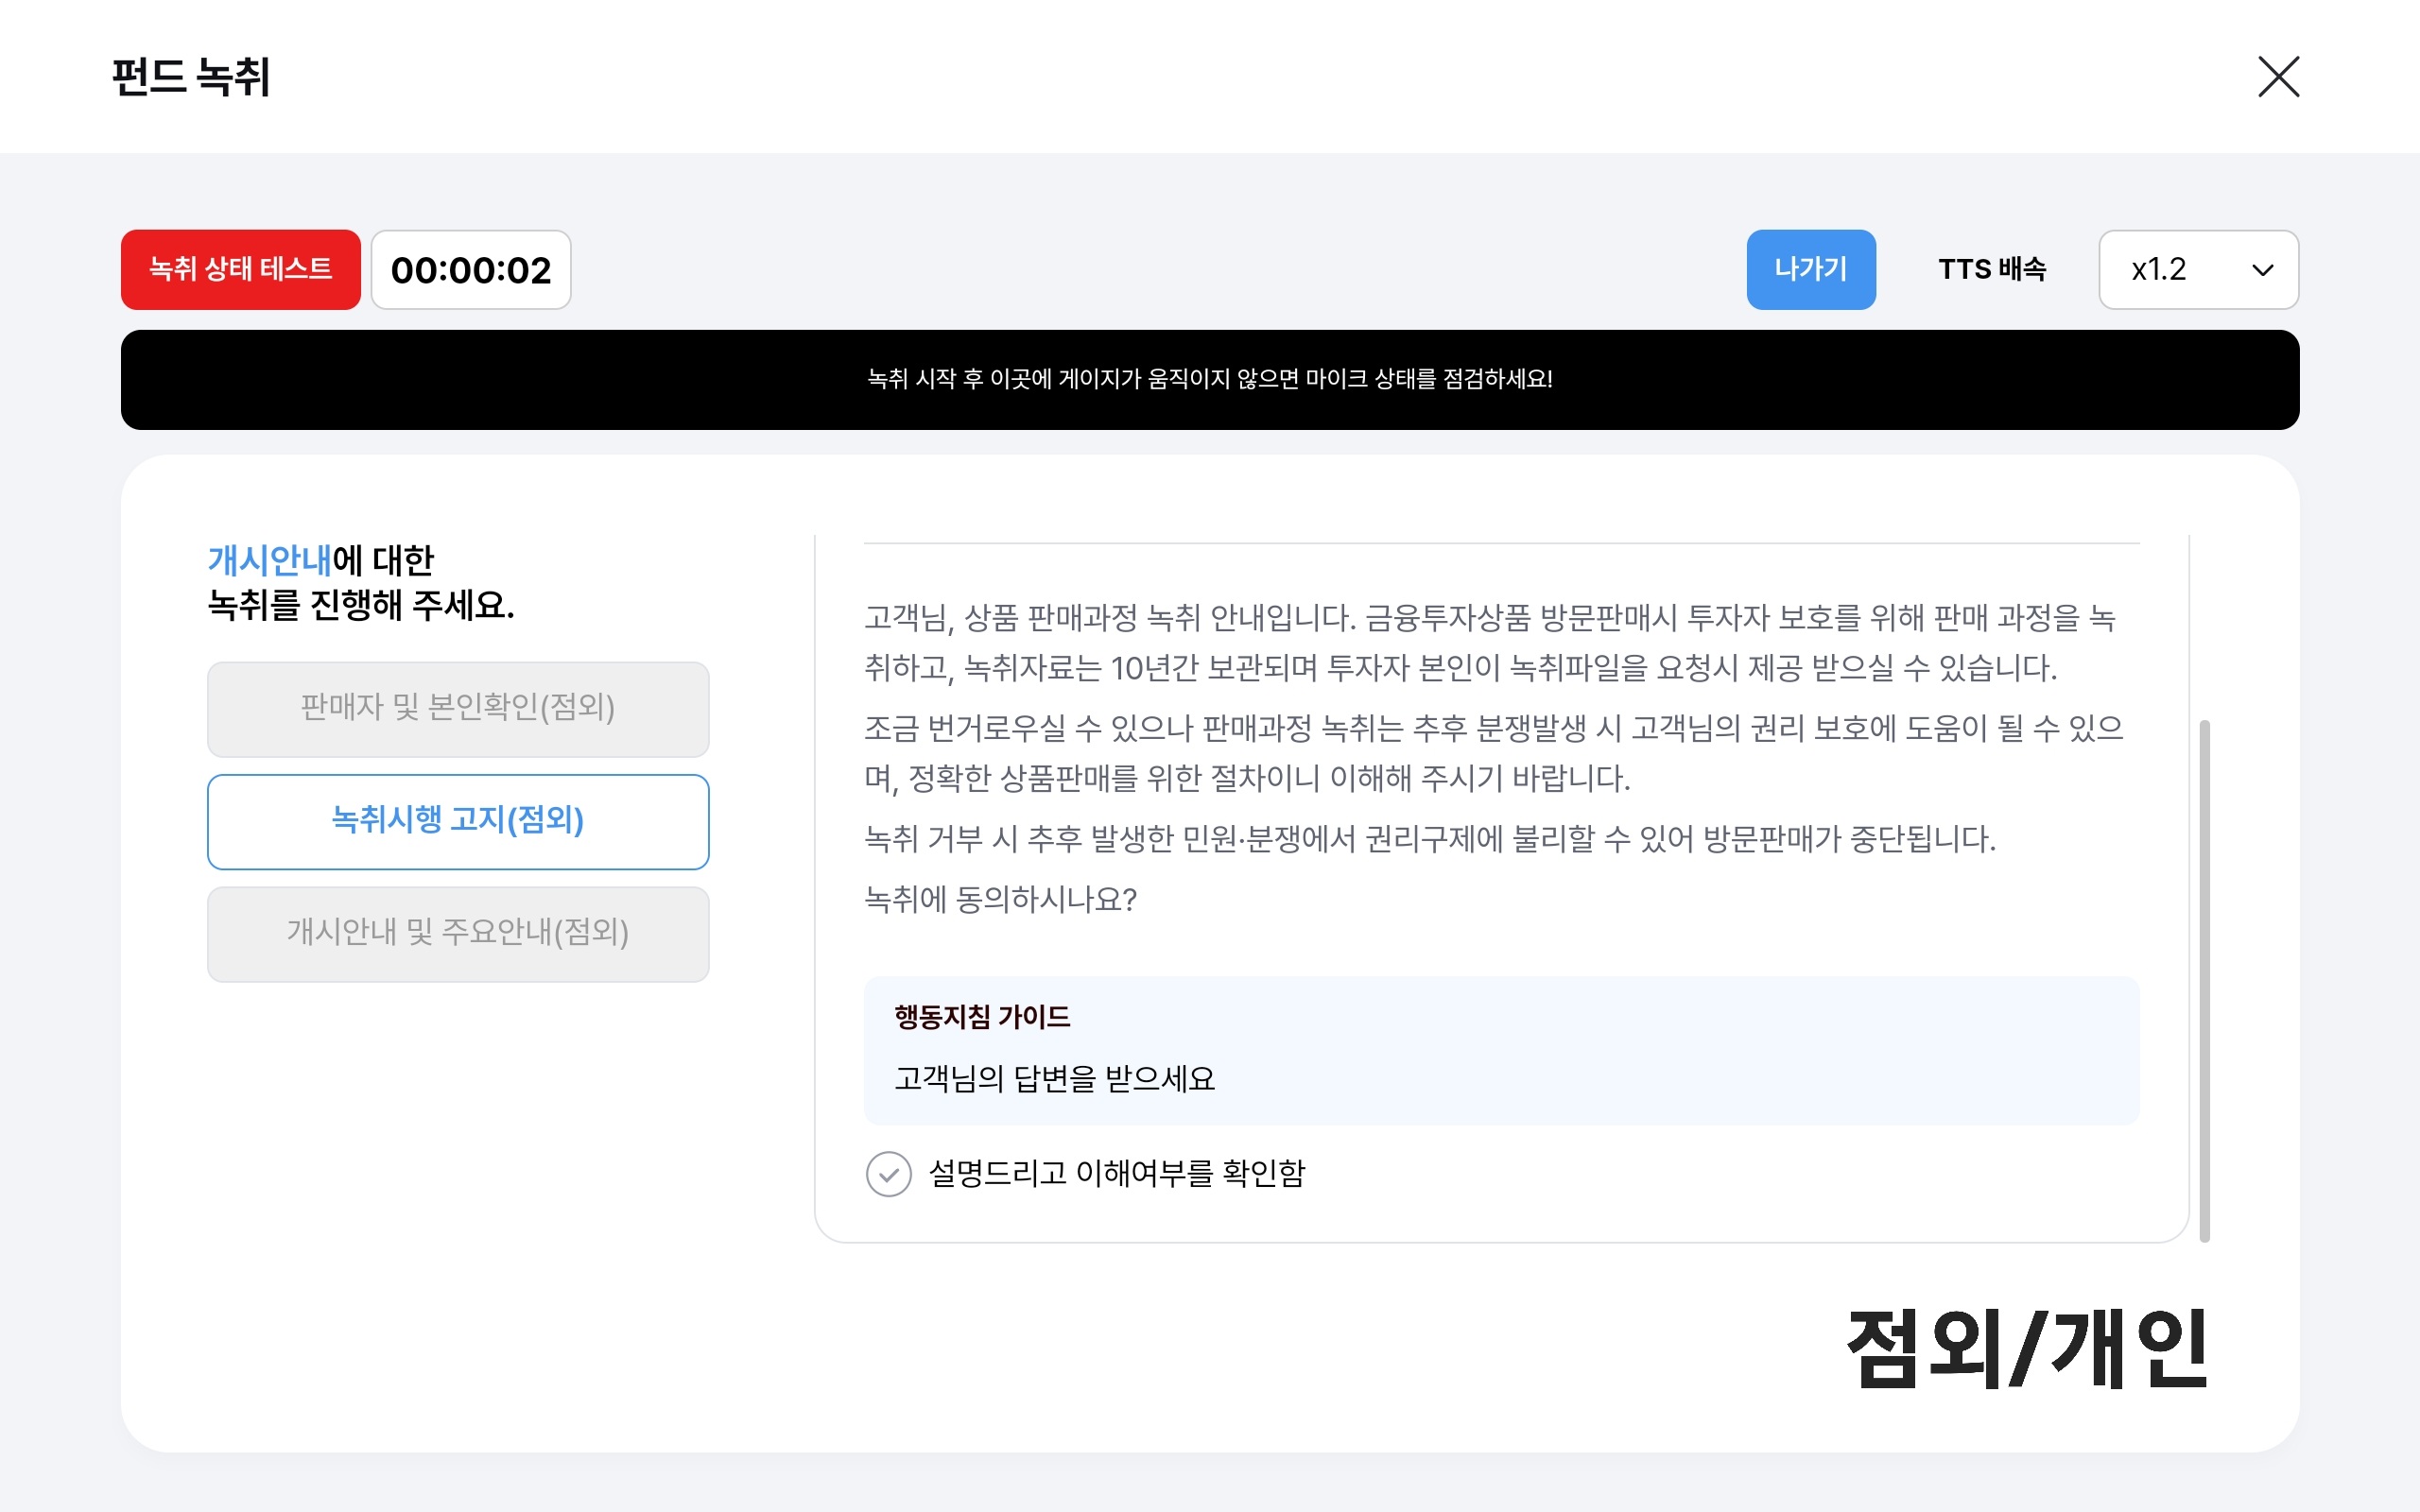 펀드 녹취
녹취 상태 테스트
00:00:02
나가기
TTS 배속
x1.2
녹취 시작 후 이곳에 게이지가 움직이지 않으면 마이크 상태를 점검하세요!
개시안내에 대한
녹취를 진행해 주세요.
판매자 및 본인확인(점외)
녹취시행 고지(점외)
개시안내 및 주요안내(점외)
고객님, 상품 판매과정 녹취 안내입니다. 금융투자상품 방문판매시 투자자 보호를 위해 판매 과정을 녹
취하고, 녹취자료는 10년간 보관되며 투자자 본인이 녹취파일을 요청시 제공 받으실 수 있습니다.
조금 번거로우실 수 있으나 판매과정 녹취는 추후 분쟁발생 시 고객님의 권리 보호에 도움이 될 수 있으
며, 정확한 상품판매를 위한 절차이니 이해해 주시기 바랍니다.
녹취 거부 시 추후 발생한 민원·분쟁에서 권리구제에 불리할 수 있어 방문판매가 중단됩니다.
녹취에 동의하시나요?
행동지침 가이드
고객님의 답변을 받으세요
설명드리고 이해여부를 확인함
점외/개인